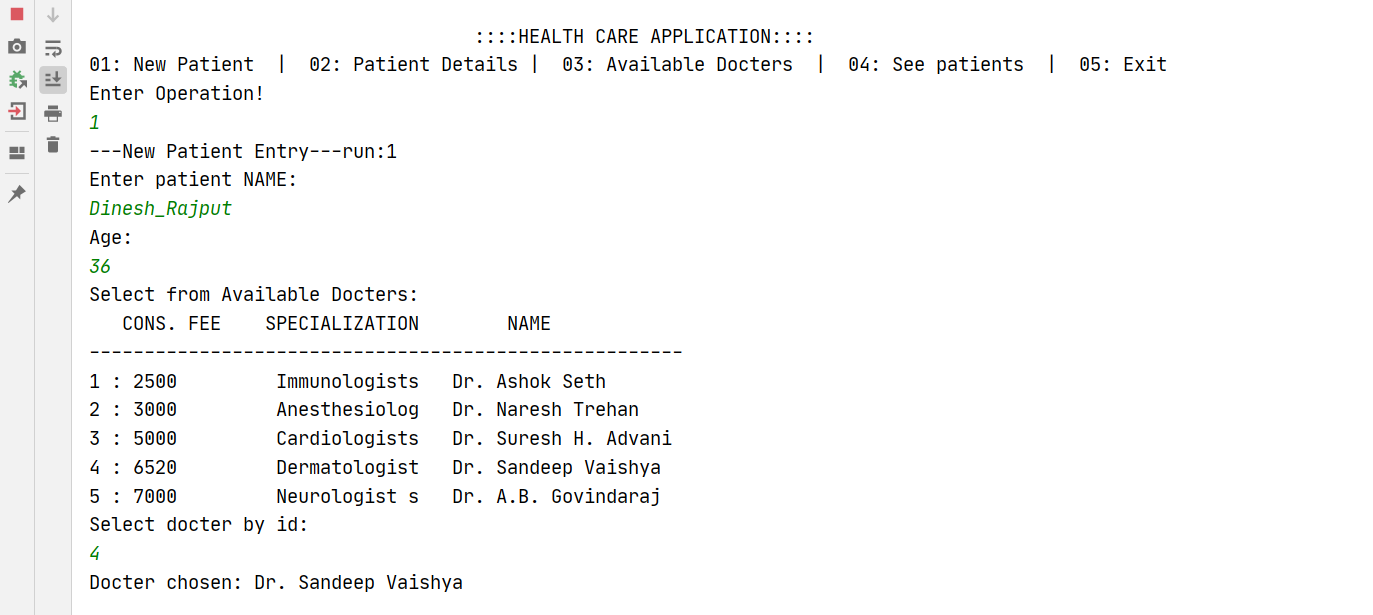 ::::HEALTH CARE APPLICATION::::
01: New Patient  |  02: Patient Details |  03: Available Docters  |  04: See patients  |  05: Exit
Enter Operation!
1
---New Patient Entry---run:1
Enter patient NAME:
Dinesh_Rajput
Age:
36
Select from Available Docters:
   CONS. FEE    SPECIALIZATION        NAME
------------------------------------------------------
1 : 2500         Immunologists   Dr. Ashok Seth
2 : 3000         Anesthesiolog   Dr. Naresh Trehan
3 : 5000         Cardiologists   Dr. Suresh H. Advani
4 : 6520         Dermatologist   Dr. Sandeep Vaishya
5 : 7000         Neurologist s   Dr. A.B. Govindaraj
Select docter by id:
4
Docter chosen: Dr. Sandeep Vaishya